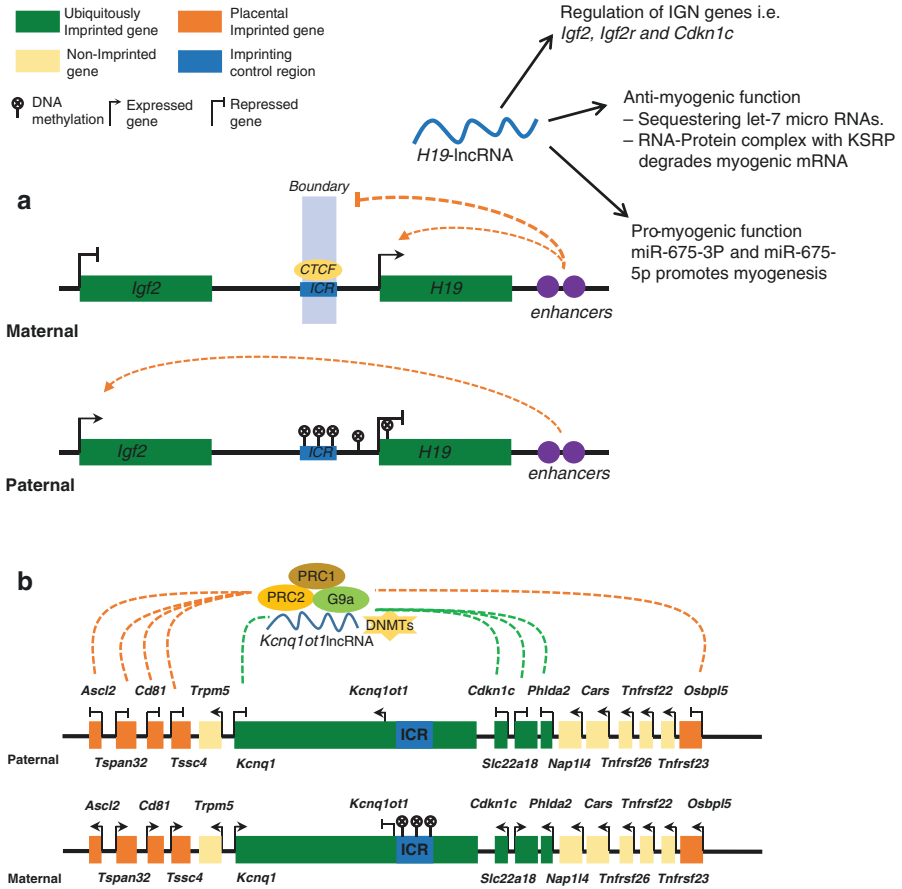 Ubiquitously
Imprinted gene
Placental
Imprinted gene
Non-Imprinted
gene
Imprinting
control region
DNA
methylation
Expressed
gene
Repressed
gene
Regulation of IGN genes i.e.
Igf2, Igf2r and Cdkn1c
Anti-myogenic function
– Sequestering let-7 micro RNAs.
– RNA-Protein complex with KSRP
degrades myogenic mRNA
H19-lncRNA
Pro-myogenic function
miR-675-3P and miR-675-
5p promotes myogenesis
a
Boundary
CTCF
Igf2
ICR
H19
enhancers
Maternal
Igf2
ICR
H19
enhancers
Paternal
b
PRC1
PRC2
G9a
DNMTs
Kcnq1ot1lncRNA
Ascl2
Cd81
Trpm5
Kcnq1ot1
Cdkn1c
Phlda2
Cars
Tnfrsf22
Osbpl5
ICR
Paternal
Tspan32
Tssc4
Kcnq1
Slc22a18
Nap1l4
Tnfrsf26
Tnfrsf23
Ascl2
Cd81
Trpm5
Kcnq1ot1
Cdkn1c
Phlda2
Cars
Tnfrsf22
Osbpl5
ICR
Maternal
Tspan32
Tssc4
Kcnq1
Slc22a18
Nap1l4
Tnfrsf26
Tnfrsf23